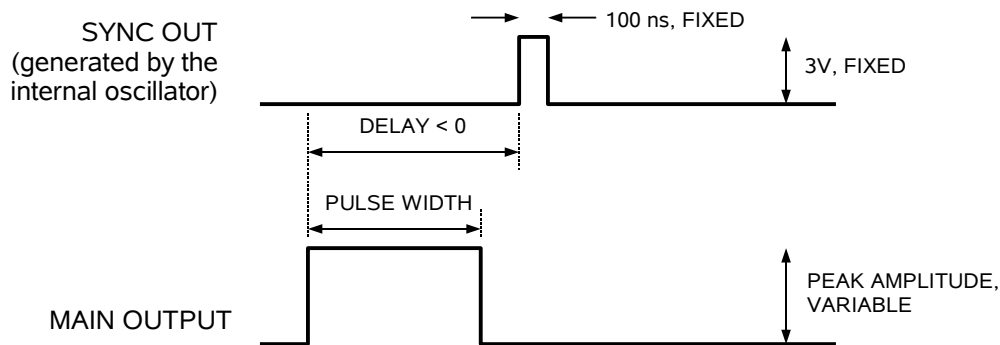 SYNC OUT
(generated by the
internal oscillator)
100 ns, FIXED
3V, FIXED
DELAY < 0
PULSE WIDTH
MAIN OUTPUT
PEAK AMPLITUDE,
VARIABLE